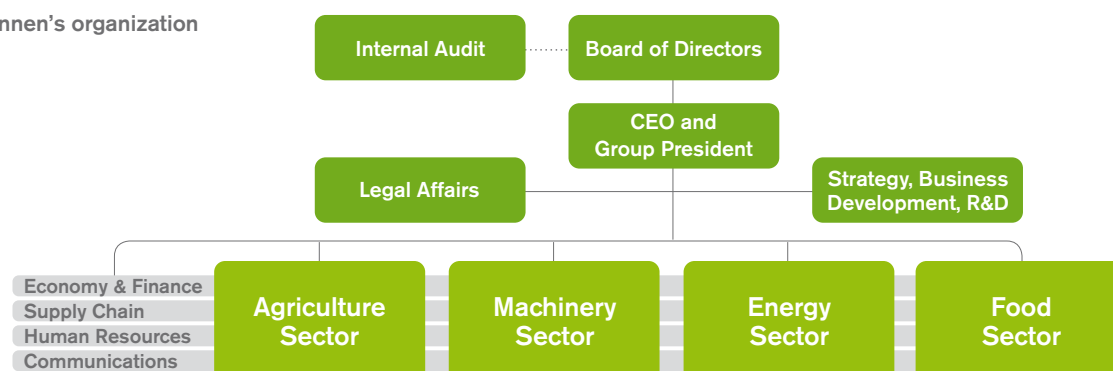 nnen’s organization
Internal Audit
Board of Directors
CEO and
Group President
Legal Affairs
Strategy, Business
Development, R&D
Economy & Finance
Supply Chain
Human Resources
Communications
Agriculture
Sector
Machinery
Sector
Energy
Sector
Food
Sector